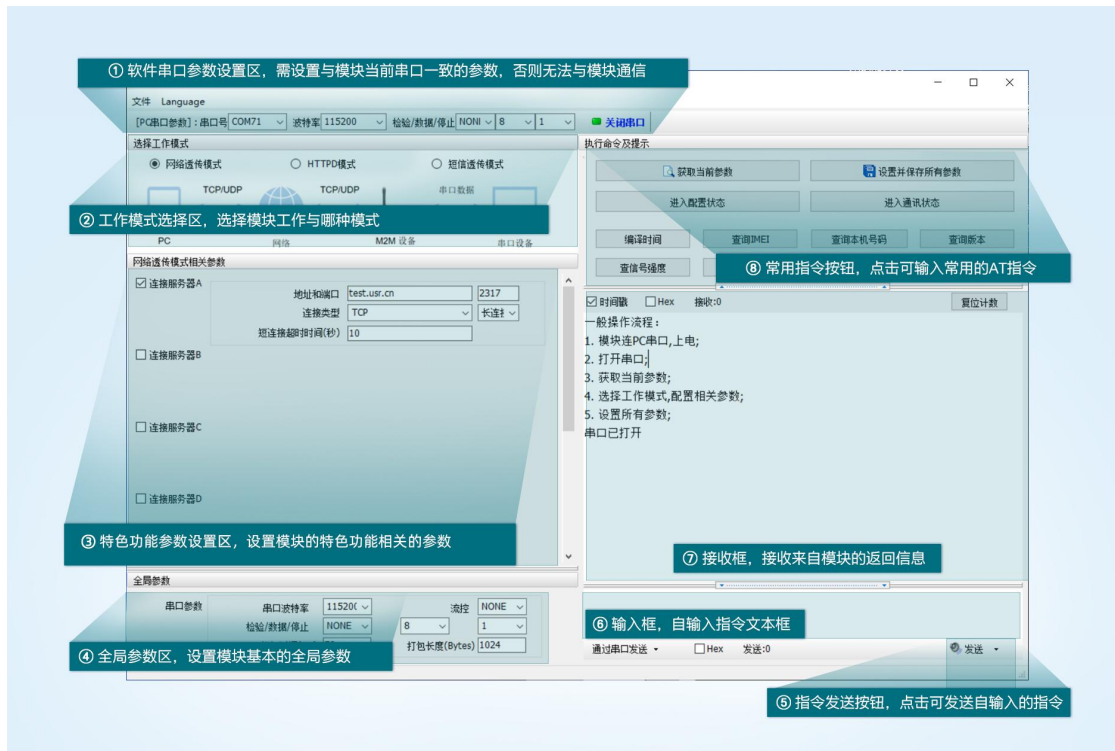 ① 软件串口参数设置区，需设置与模块当前串口一致的参数，否则无法与模块通信
文件 Language
[PC串口参数]：串口号 COM71 波特率 115200 检验/数据/停止 NONI 8 1 关闭串口
选择工作模式
网络透传模式 HTTPD模式 短信透传模式
TCP/UDP TCP/UDP 串口数据
② 工作模式选择区，选择模块工作与哪种模式
PC 网络 M2M 设备 串口设备
网络透传模式相关参数
连接服务器A
地址和端口 test.usr.cn 2317
连接类型 TCP 长连接
短连接超时时间(秒) 10
连接服务器B
连接服务器C
连接服务器D
③ 特色功能参数设置区，设置模块的特色功能相关的参数
全局参数
串口参数 串口波特率 11520( 流控 NONE
检验/数据/停止 NONE 8 1
打包长度(Bytes) 1024
④ 全局参数区，设置模块基本的全局参数
执行命令及提示
获取当前参数 设置并保存所有参数
进入配置状态 进入通讯状态
编译时间 查询IMEI 查询本机号码 查询版本
查信号强度
⑧ 常用指令按钮，点击可输入常用的AT指令
时间戳 Hex 接收:0 复位计数
一般操作流程：
1. 模块连PC串口,上电;
2. 打开串口;
3. 获取当前参数;
4. 选择工作模式,配置相关参数;
5. 设置所有参数;
串口已打开
⑦ 接收框，接收来自模块的返回信息
⑥ 输入框，自输入指令文本框
通过串口发送 Hex 发送:0 发送
⑤ 指令发送按钮，点击可发送自输入的指令